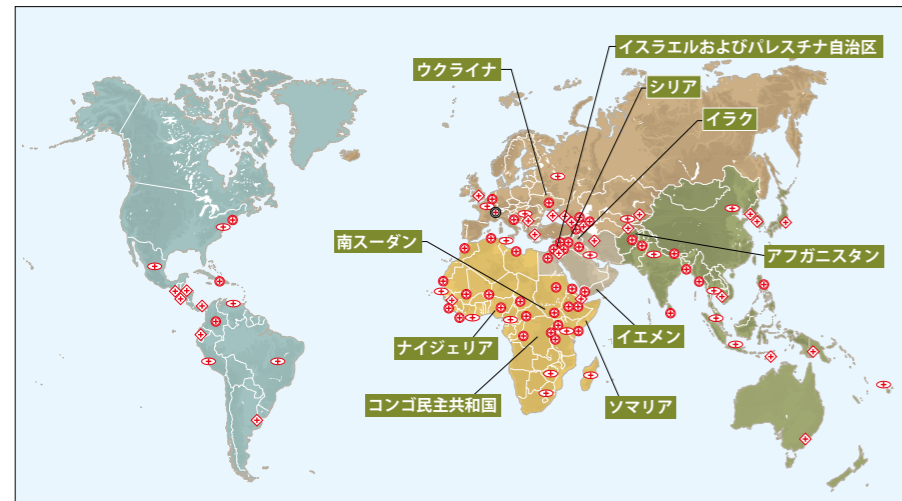 イスラエルおよびパレスチナ自治区
ウクライナ
シリア
イラク
南スーダン
アフガニスタン
イエメン
ナイジェリア
コンゴ民主共和国
ソマリア